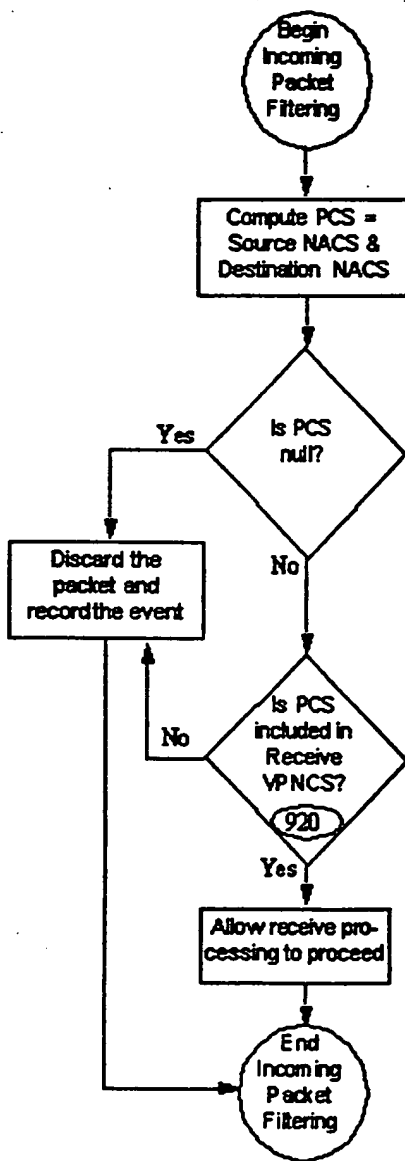 Begin
Incoming
Packet
Filtering
Compute PCS =
Source NACS &
Destination NACS
Is PCS
null?
Yes
No
Discard the
packet and
record the event
Is PCS
included in
Receive
VPNCS?
920
No
Yes
Allow receive pro-
cessing to proceed
End
Incoming
Packet
Filtering